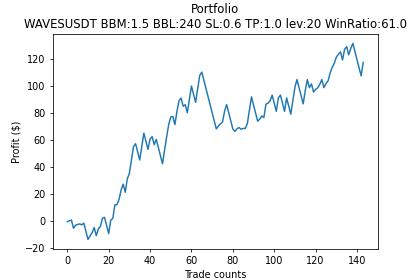 Portfolio
WAVESUSDT BBM:1.5 BBL:240 SL:0.6 TP:1.0 lev:20 WinRatio:61.0
120
100
80
60
40
20
0
−20
Profit ($)
0 20 40 60 80 100 120 140
Trade counts